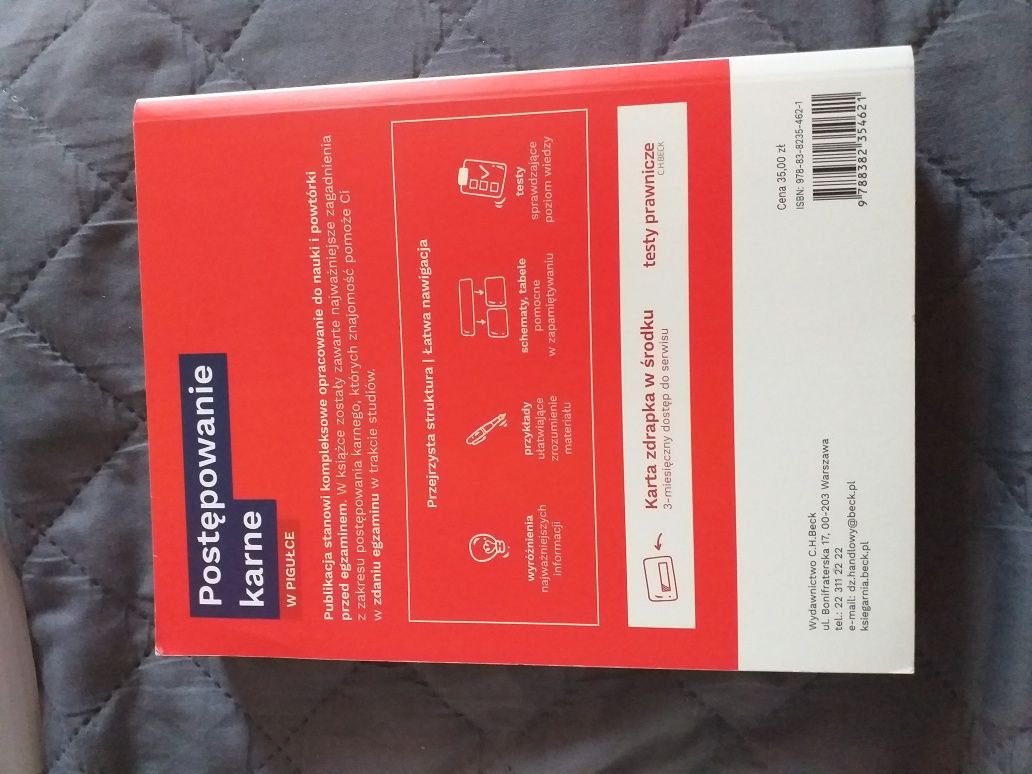 Postępowanie
karne
W PIGUŁCE
Publikacja stanowi kompleksowe opracowanie do nauki i powtórki
przed egzaminem. W książce zostały zawarte najważniejsze zagadnienia
z zakresu postępowania karnego, których znajomość pomoże Ci
w zdaniu egzaminu w trakcie studiów.
Przejrzysta struktura | Łatwa nawigacja
wyróżnienia
najważniejszych
informacji
przykłady
ułatwiające
zrozumienie
materiału
schematy, tabele
pomocne
w zapamiętywaniu
testy
sprawdzające
poziom wiedzy
Karta zdrapka w środku
3-miesięczny dostęp do serwisu
testy prawnicze
C.H.BECK
Wydawnictwo C.H.Beck
ul. Bonifraterska 17, 00-203 Warszawa
tel.: 22 311 22 22
e-mail: dz.handlowy@beck.pl
ksiegarnia.beck.pl
Cena 35,00 zł
ISBN: 978-83-8235-462-1
9 788382 354621